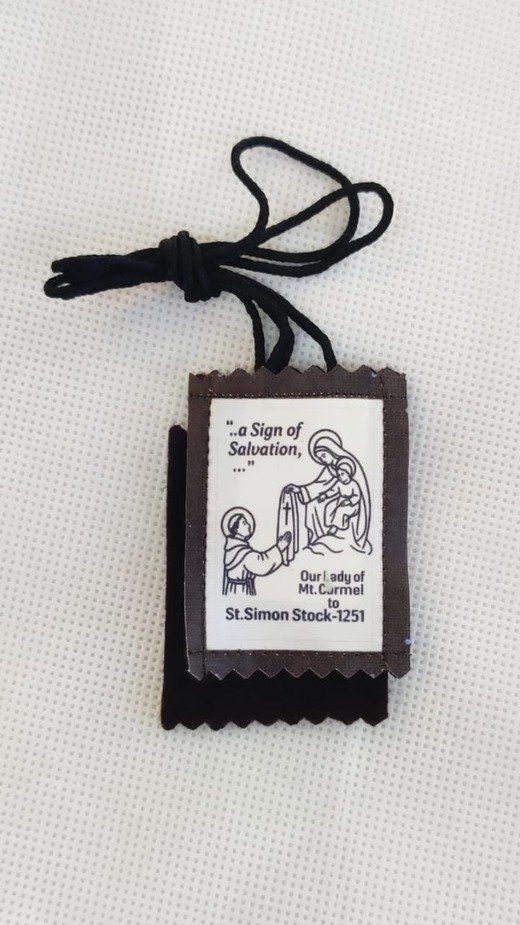 "..a Sign of
Salvation,
..."
Our Lady of
Mt. Carmel
to
St.Simon Stock-1251